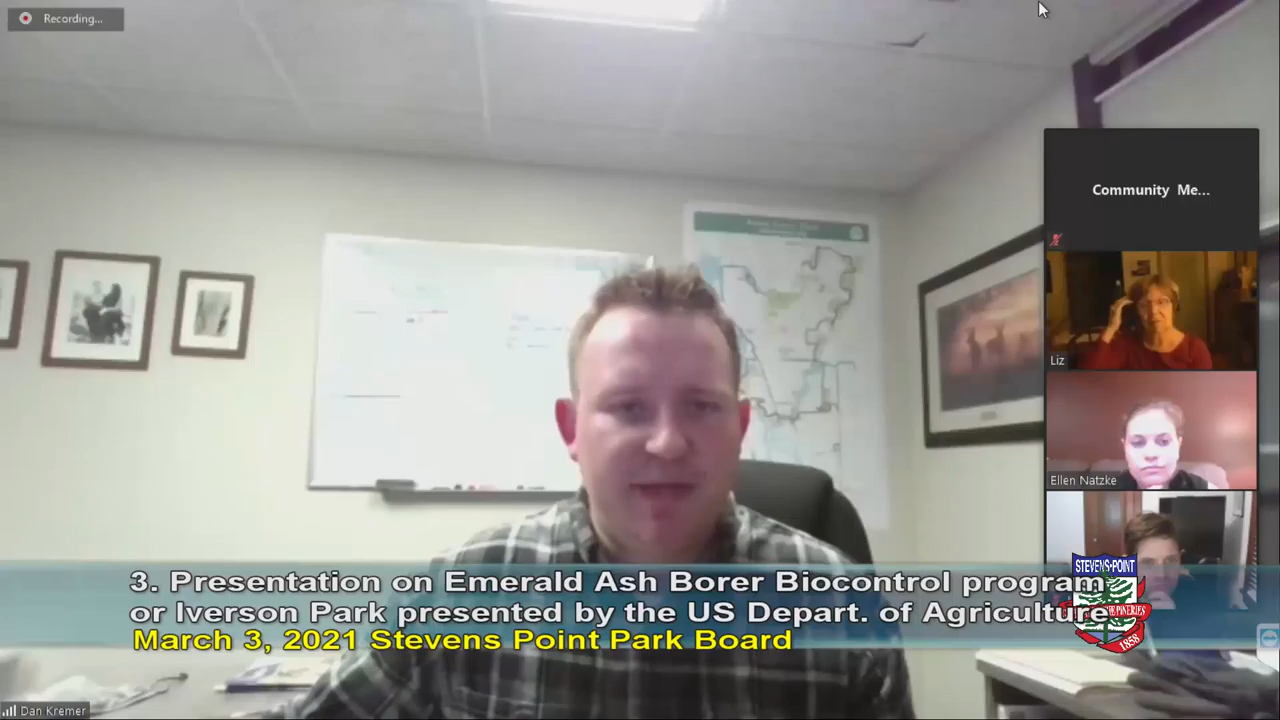 Recording...
Community Me...
Liz
Ellen Natzke
3. Presentation on Emerald Ash Borer Biocontrol program
or Iverson Park presented by the US Depart. of Agriculture
March 3, 2021 Stevens Point Park Board
STEVENS·POINT
1858
Dan Kremer